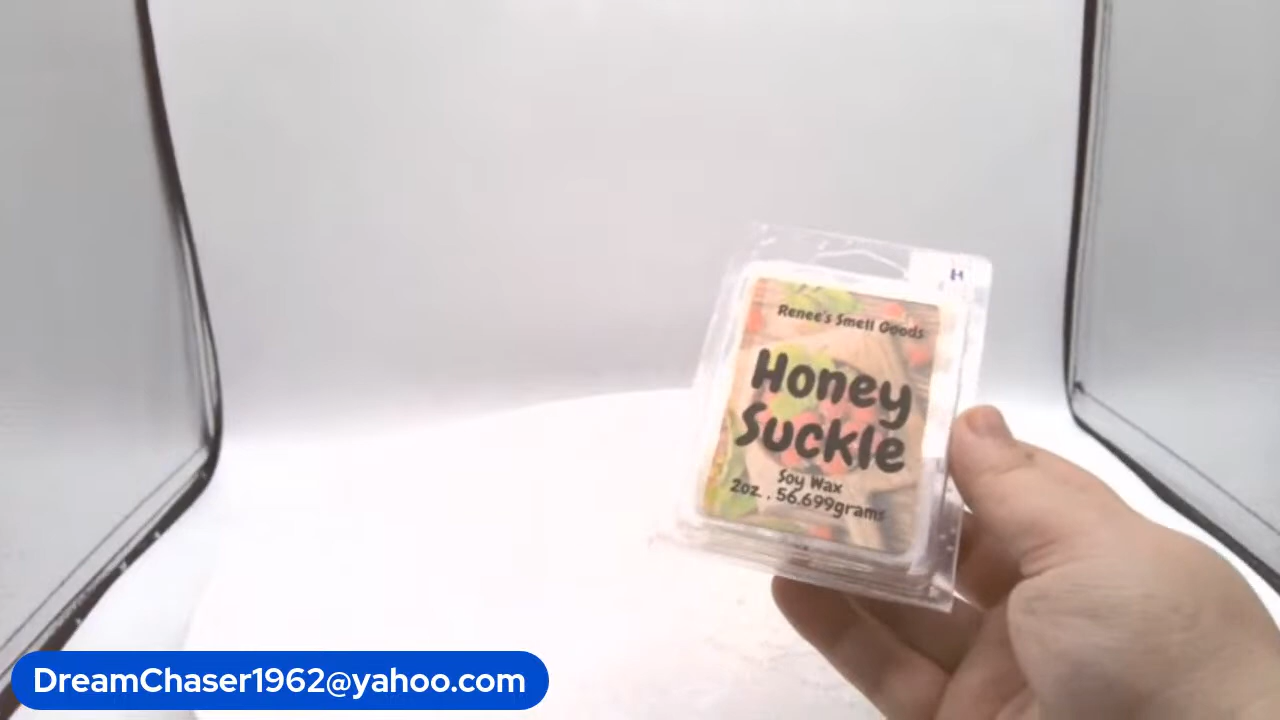 H
Renee's Smell Goods
Honey
Suckle
Soy Wax
2oz . 56.699grams
DreamChaser1962@yahoo.com